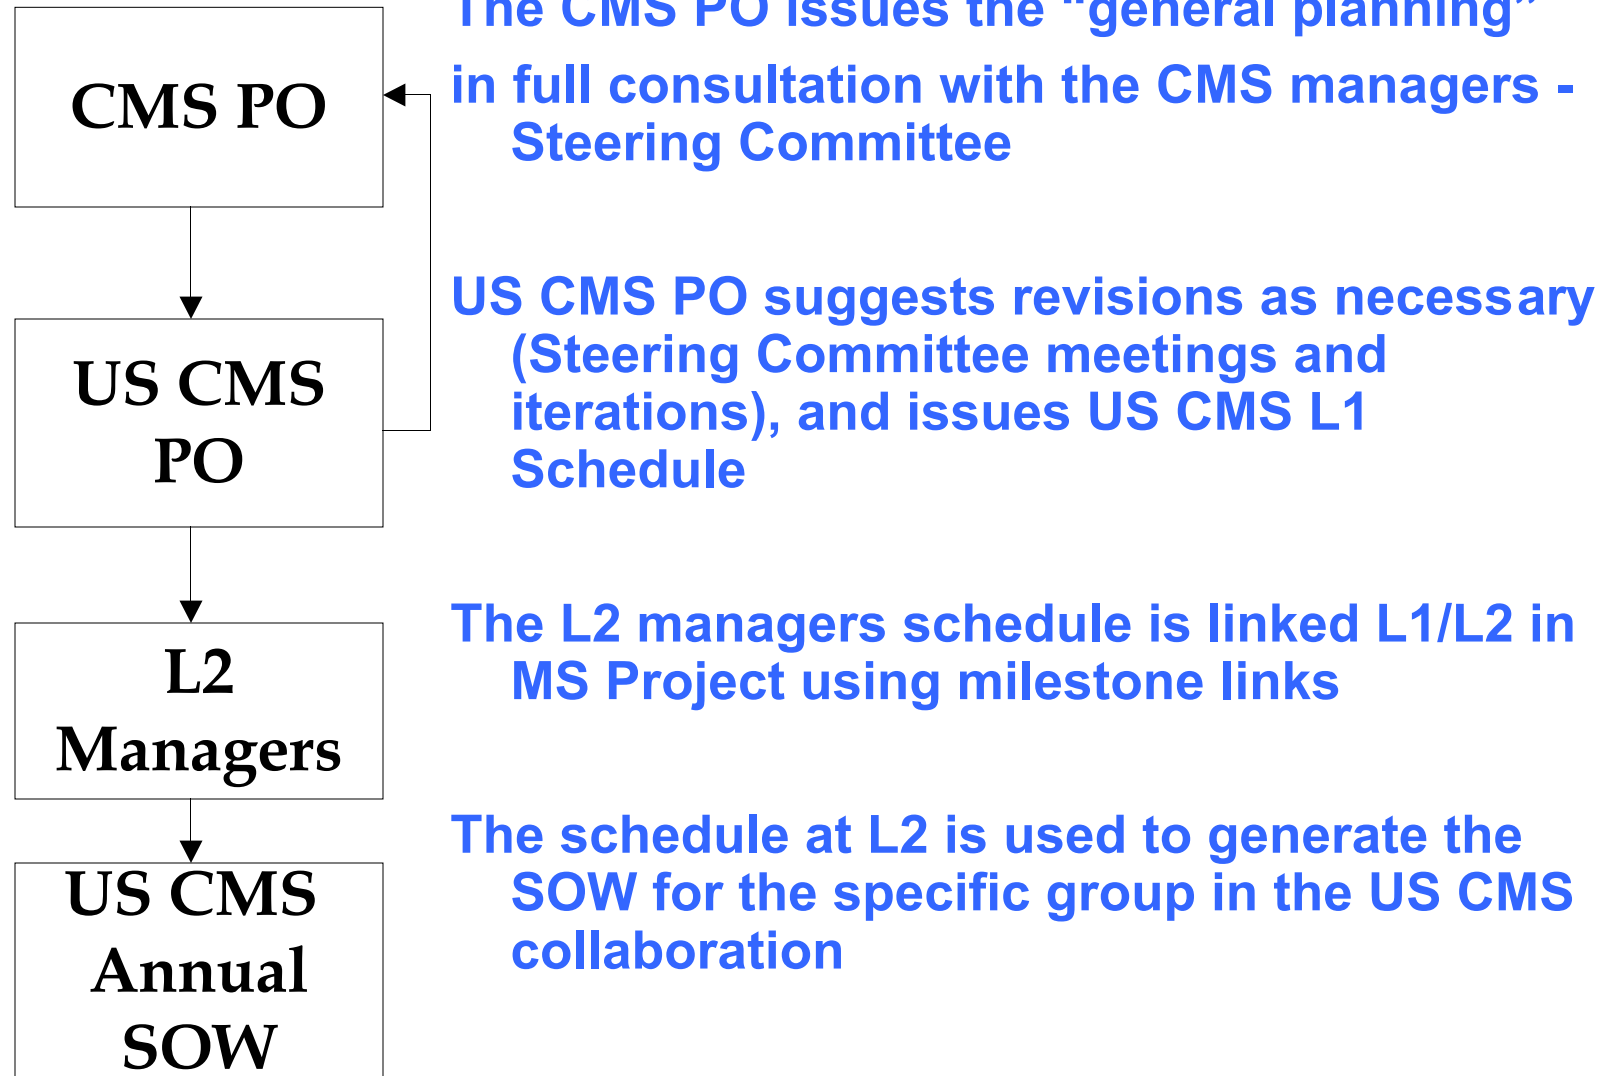 The CMS PO issues the “general planning”
CMS PO
in full consultation with the CMS managers -
Steering Committee
US CMS
PO
US CMS PO suggests revisions as necessary
(Steering Committee meetings and
iterations), and issues US CMS L1
Schedule
L2
Managers
The L2 managers schedule is linked L1/L2 in
MS Project using milestone links
US CMS
Annual
SOW
The schedule at L2 is used to generate the
SOW for the specific group in the US CMS
collaboration